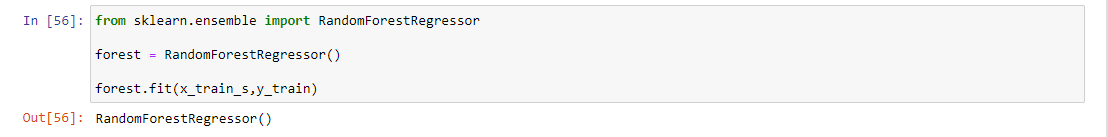 In [56]: from sklearn.ensemble import RandomForestRegressor
forest = RandomForestRegressor()
forest.fit(x_train_s,y_train)
Out[56]: RandomForestRegressor()